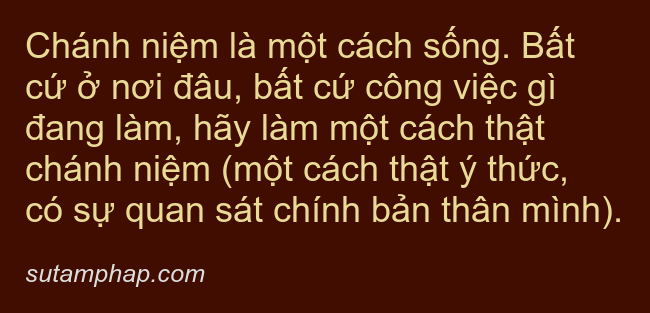 Chánh niệm là một cách sống. Bất
cứ ở nơi đâu, bất cứ công việc gì
đang làm, hãy làm một cách thật
chánh niệm (một cách thật ý thức,
có sự quan sát chính bản thân mình).
sutamphap.com